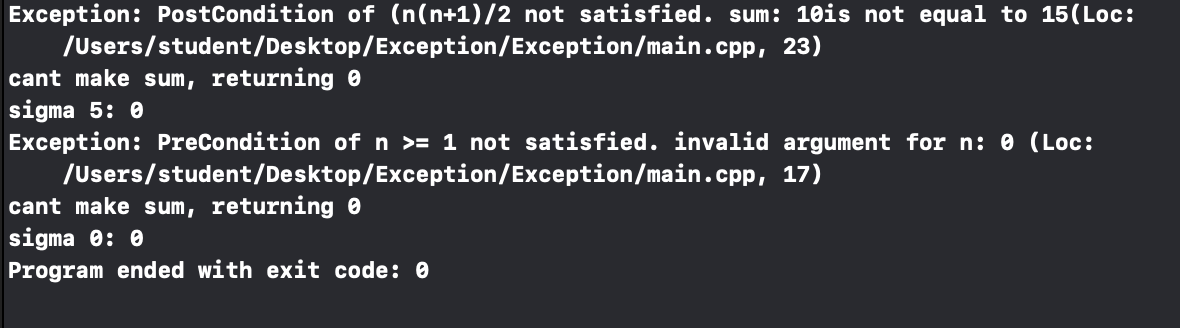 Exception: PostCondition of (n(n+1)/2 not satisfied. sum: 10is not equal to 15(Loc:
/Users/student/Desktop/Exception/Exception/main.cpp, 23)
cant make sum, returning 0
sigma 5: 0
Exception: PreCondition of n >= 1 not satisfied. invalid argument for n: 0 (Loc:
/Users/student/Desktop/Exception/Exception/main.cpp, 17)
cant make sum, returning 0
sigma 0: 0
Program ended with exit code: 0